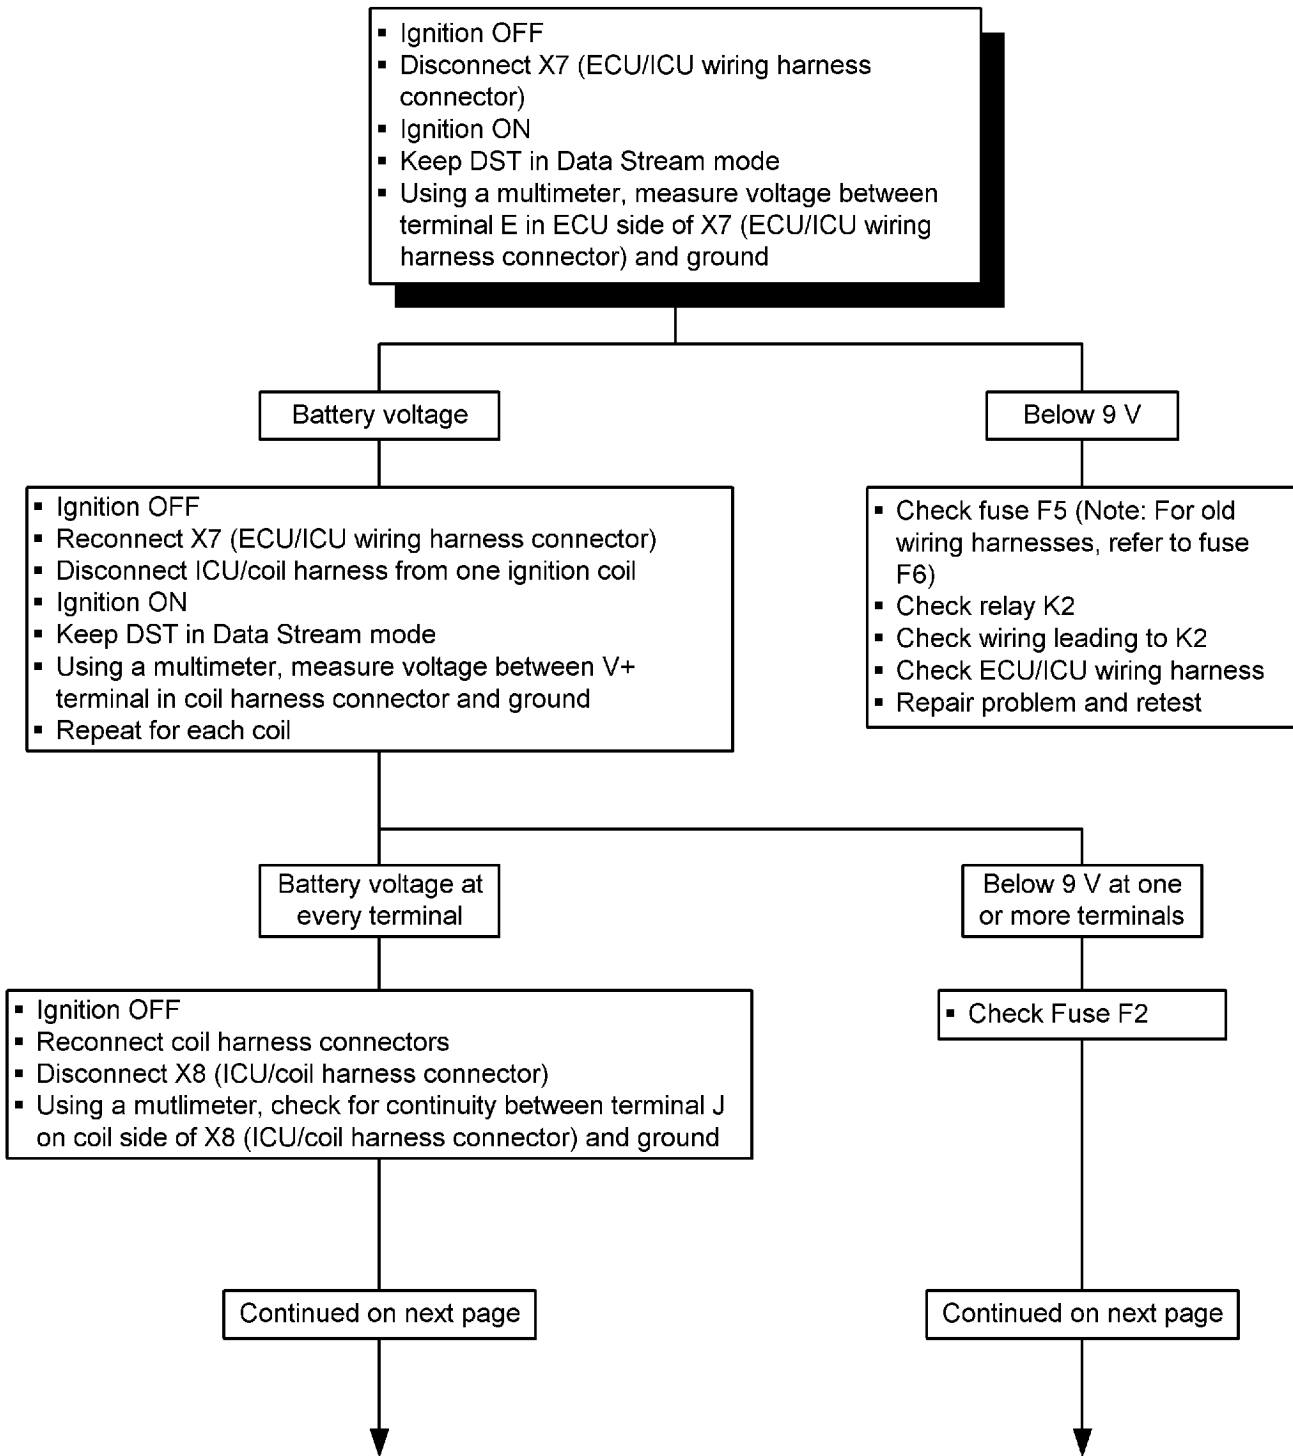 ▪ Ignition OFF
▪ Disconnect X7 (ECU/ICU wiring harness
connector)
▪ Ignition ON
▪ Keep DST in Data Stream mode
▪ Using a multimeter, measure voltage between
terminal E in ECU side of X7 (ECU/ICU wiring
harness connector) and ground
Battery voltage
Below 9 V
▪ Ignition OFF
▪ Reconnect X7 (ECU/ICU wiring harness connector)
▪ Disconnect ICU/coil harness from one ignition coil
▪ Ignition ON
▪ Keep DST in Data Stream mode
▪ Using a multimeter, measure voltage between V+
terminal in coil harness connector and ground
▪ Repeat for each coil
▪ Check fuse F5 (Note: For old
wiring harnesses, refer to fuse
F6)
▪ Check relay K2
▪ Check wiring leading to K2
▪ Check ECU/ICU wiring harness
▪ Repair problem and retest
Battery voltage at
every terminal
Below 9 V at one
or more terminals
▪ Ignition OFF
▪ Reconnect coil harness connectors
▪ Disconnect X8 (ICU/coil harness connector)
▪ Using a mutlimeter, check for continuity between terminal J
on coil side of X8 (ICU/coil harness connector) and ground
▪ Check Fuse F2
Continued on next page
Continued on next page